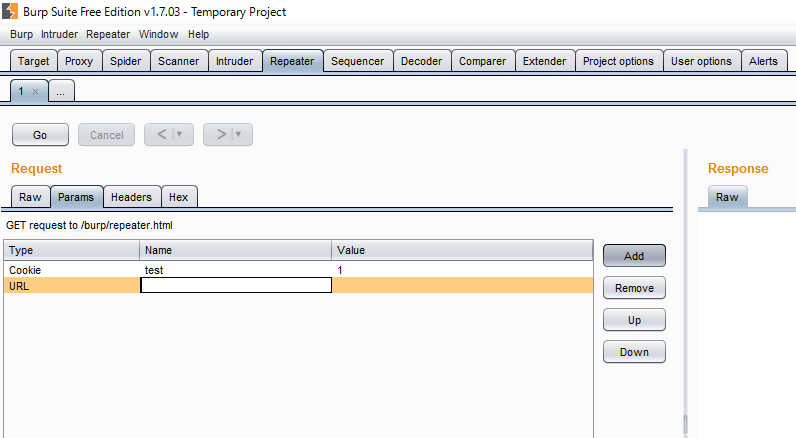 Burp Suite Free Edition v1.7.03 - Temporary Project
Burp Intruder Repeater Window Help
Target Proxy Spider Scanner Intruder Repeater Sequencer Decoder Comparer Extender Project options User options Alerts
1 × ...
Go Cancel < ▼ > ▼
Request Response
Raw Params Headers Hex Raw
GET request to /burp/repeater.html
Type Name Value
Cookie test 1
URL
Add
Remove
Up
Down